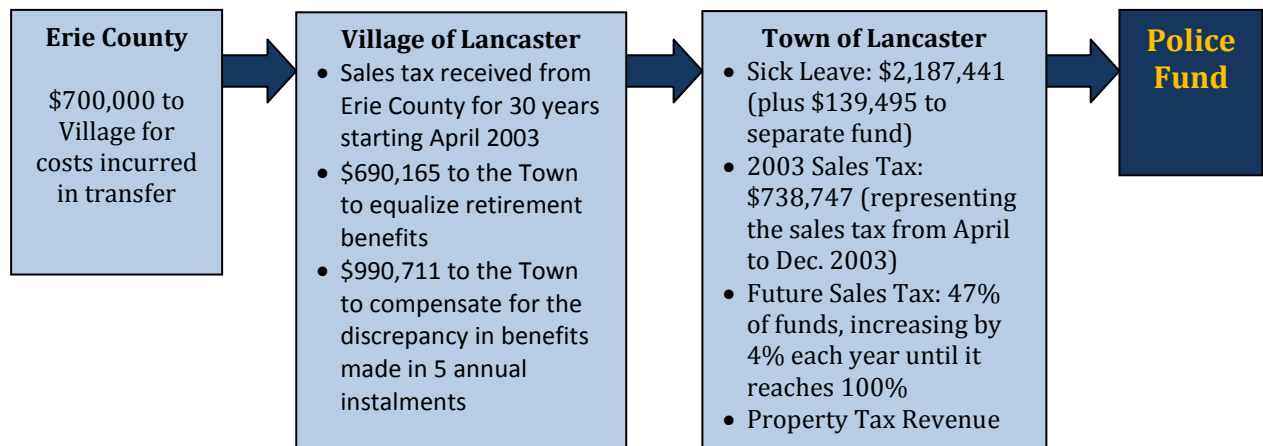 Erie County
$700,000 to
Village for
costs incurred
in transfer
Village of Lancaster
• Sales tax received from
Erie County for 30 years
starting April 2003
• $690,165 to the Town
to equalize retirement
benefits
• $990,711 to the Town
to compensate for the
discrepancy in benefits
made in 5 annual
instalments
Town of Lancaster
• Sick Leave: $2,187,441
(plus $139,495 to
separate fund)
• 2003 Sales Tax:
$738,747 (representing
the sales tax from April
to Dec. 2003)
• Future Sales Tax: 47%
of funds, increasing by
4% each year until it
reaches 100%
• Property Tax Revenue
Police
Fund